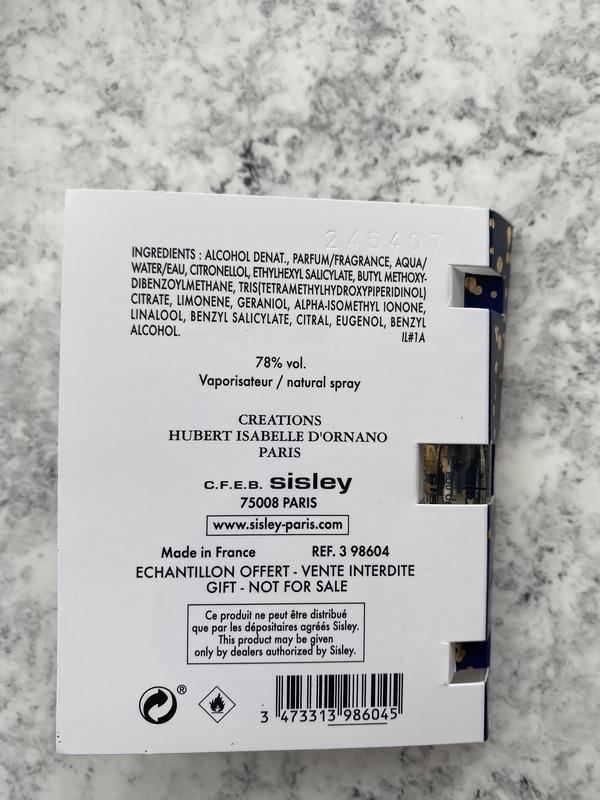 246407
INGREDIENTS : ALCOHOL DENAT., PARFUM/FRAGRANCE, AQUA/
WATER/EAU, CITRONELLOL, ETHYLHEXYL SALICYLATE, BUTYL METHOXY-
DIBENZOYLMETHANE, TRIS(TETRAMETHYLHYDROXYPIPERIDINOL)
CITRATE, LIMONENE, GERANIOL, ALPHA-ISOMETHYL IONONE,
LINALOOL, BENZYL SALICYLATE, CITRAL, EUGENOL, BENZYL
ALCOHOL. IL#1A
78% vol.
Vaporisateur / natural spray
CREATIONS
HUBERT ISABELLE D'ORNANO
PARIS
C.F.E.B. sisley
75008 PARIS
www.sisley-paris.com
Made in France REF. 3 98604
ECHANTILLON OFFERT - VENTE INTERDITE
GIFT - NOT FOR SALE
Ce produit ne peut être distribué
que par les dépositaires agréés Sisley.
This product may be given
only by dealers authorized by Sisley.
®
3 473313 986045